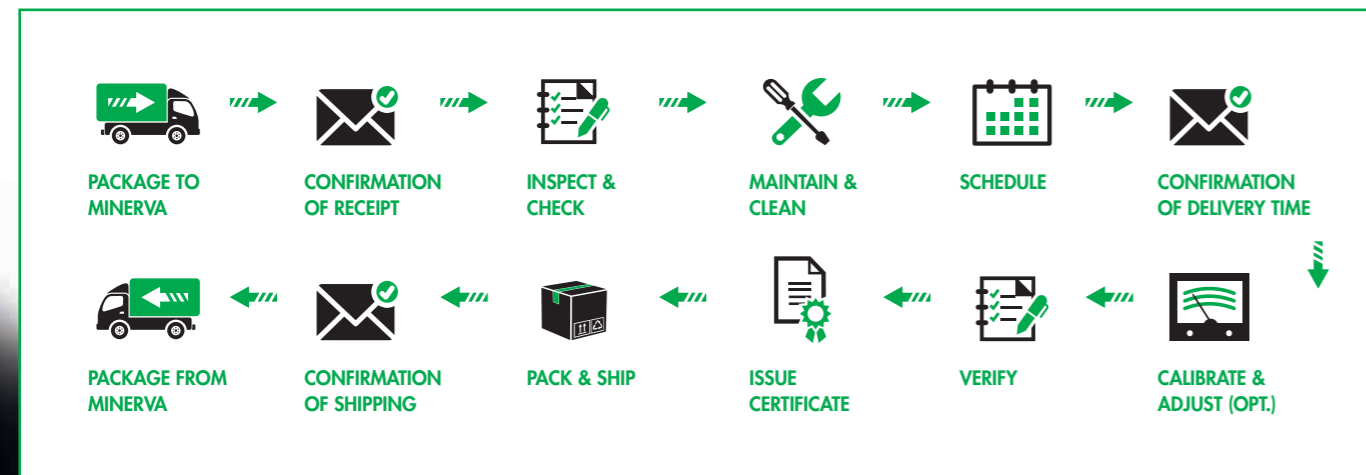 PACKAGE TO
MINERVA
CONFIRMATION
OF RECEIPT
INSPECT &
CHECK
MAINTAIN &
CLEAN
SCHEDULE
CONFIRMATION
OF DELIVERY TIME
CALIBRATE &
ADJUST (OPT.)
VERIFY
ISSUE
CERTIFICATE
PACK & SHIP
CONFIRMATION
OF SHIPPING
PACKAGE FROM
MINERVA